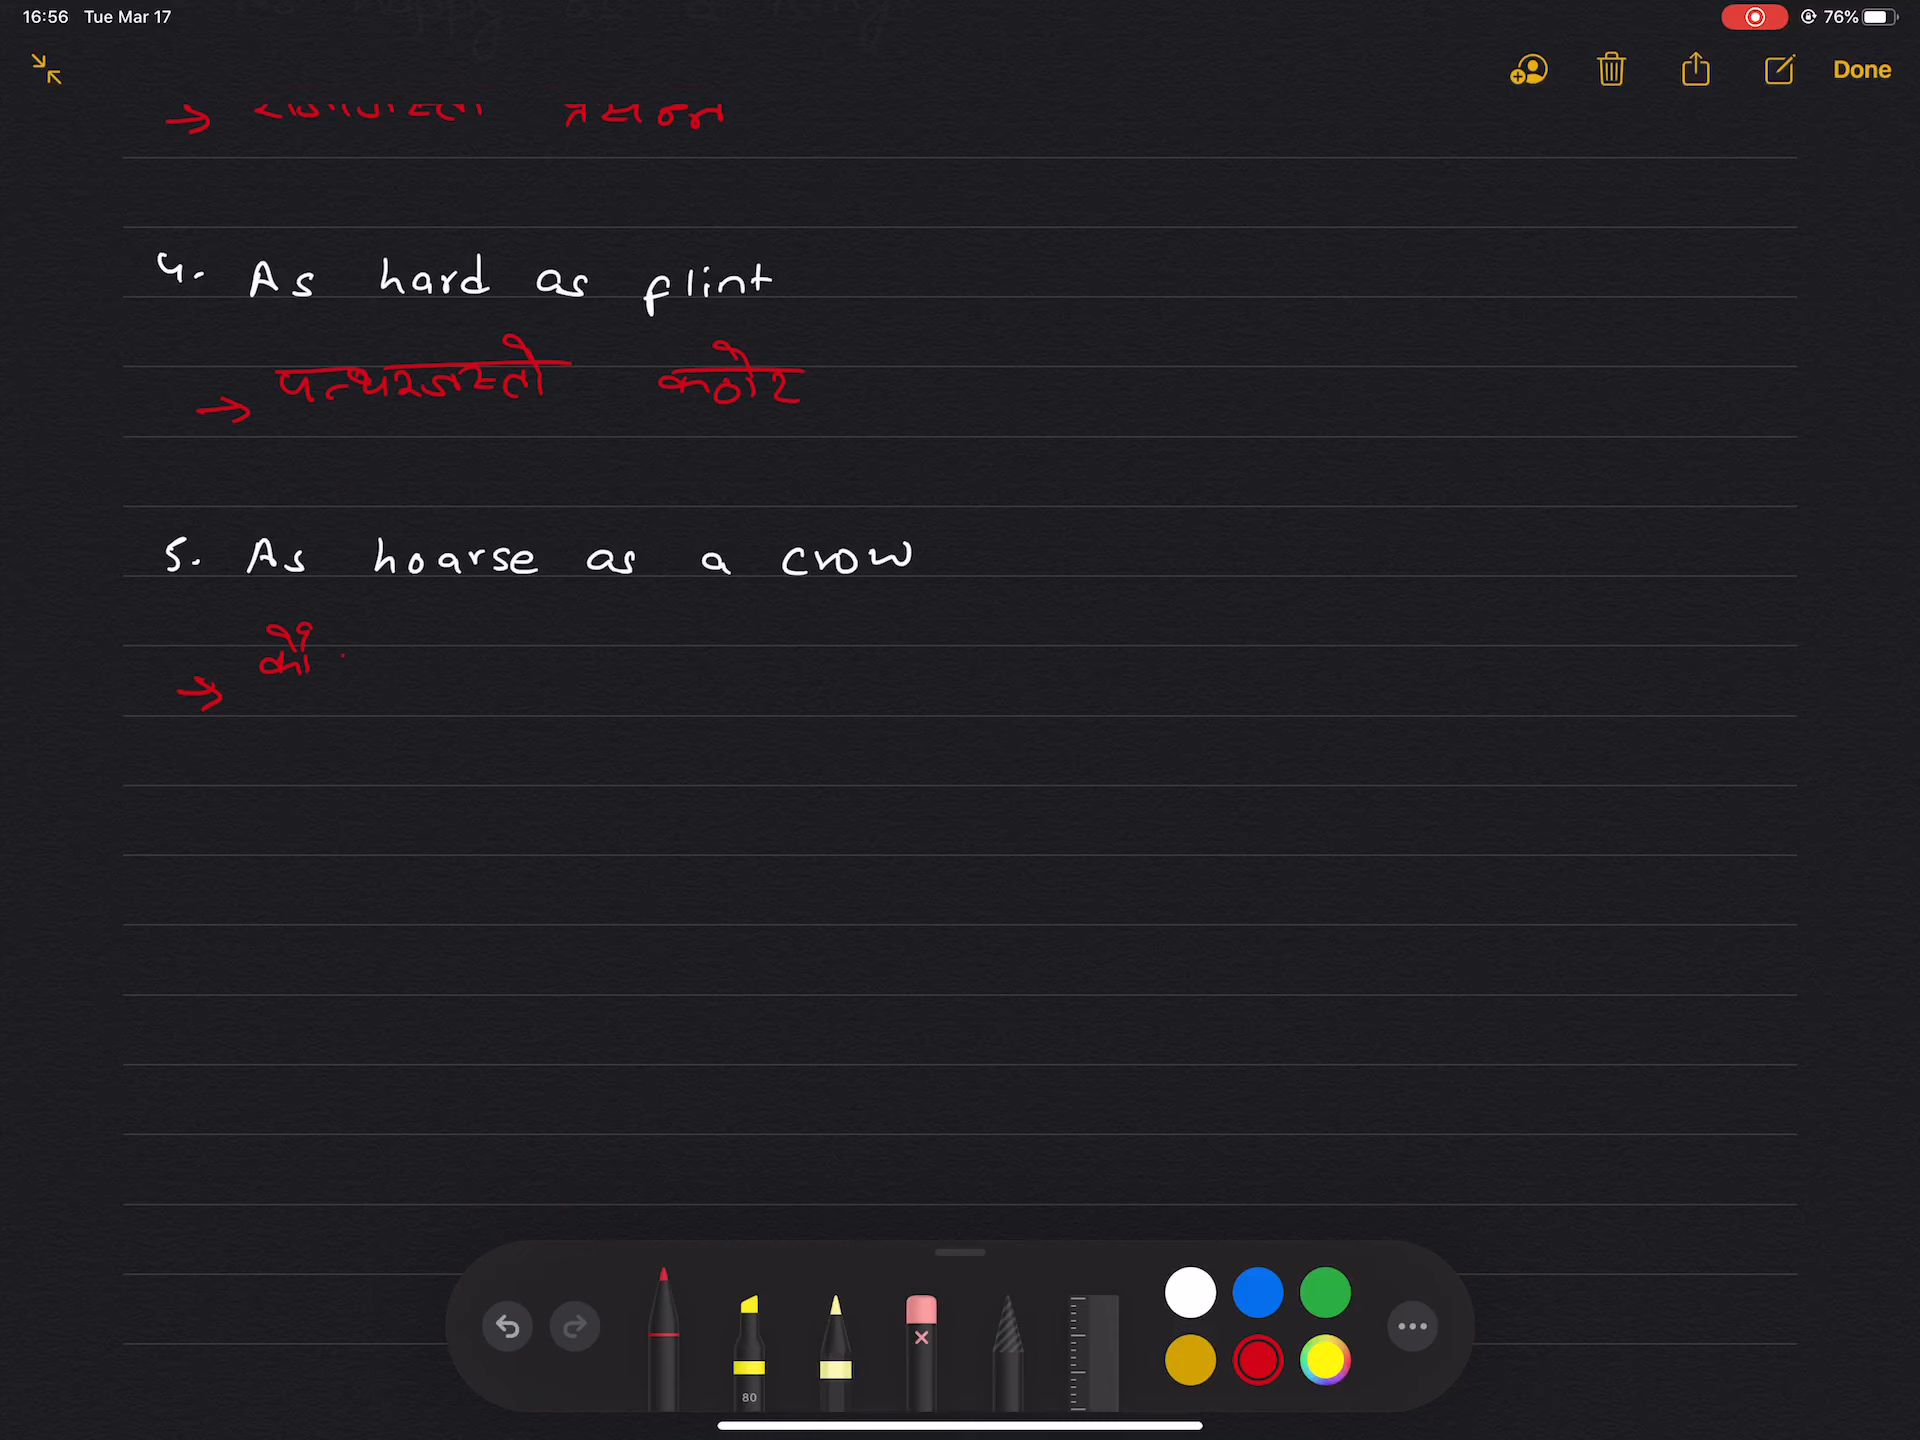 16:56 Tue Mar 17 76%
Done
4. As hard as flint
→ पत्थरजस्तो कठोर
5. As hoarse as a crow
→
80